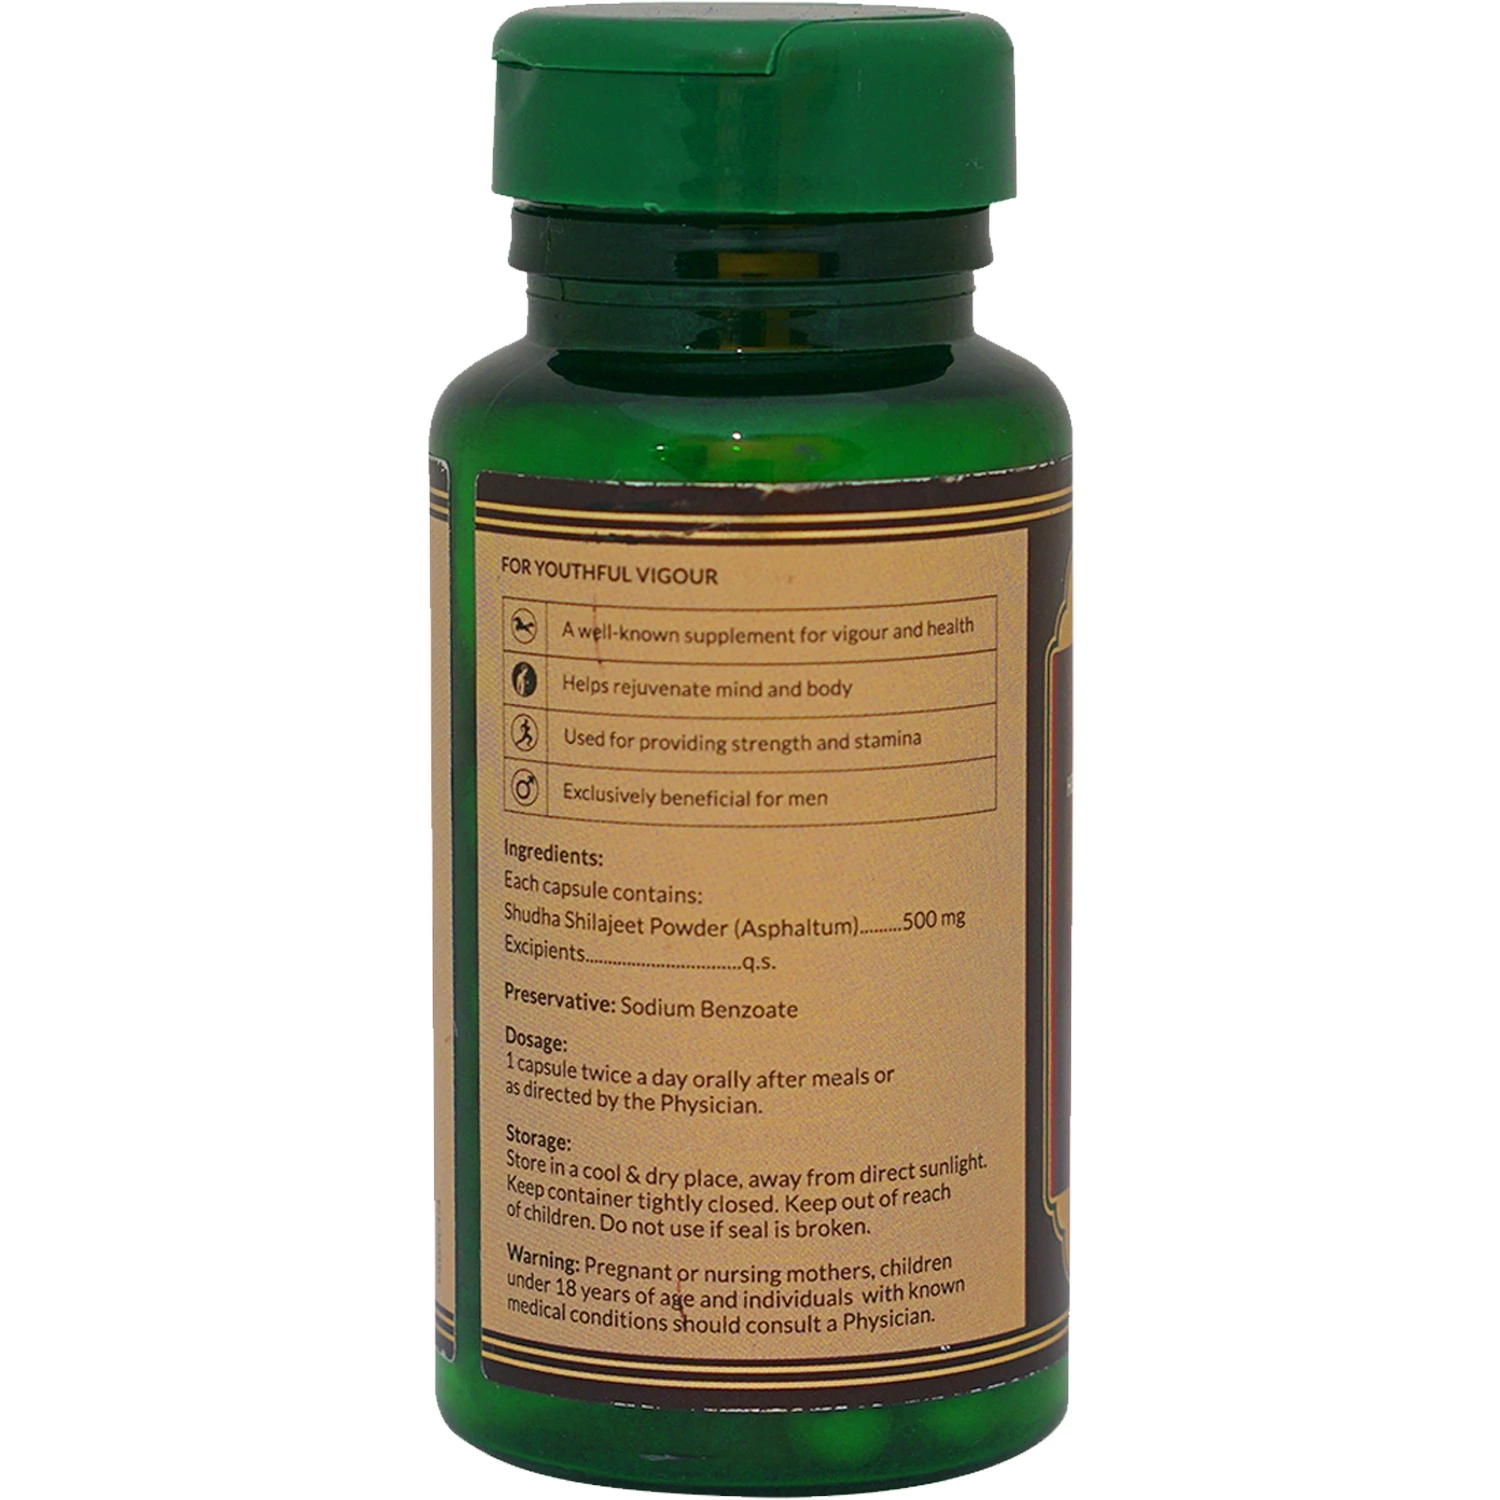 FOR YOUTHFUL VIGOUR
A well-known supplement for vigour and health
Helps rejuvenate mind and body
Used for providing strength and stamina
Exclusively beneficial for men
Ingredients:
Each capsule contains:
Shudha Shilajeet Powder (Asphaltum).........500 mg
Excipients...................................q.s.
Preservative: Sodium Benzoate
Dosage:
1 capsule twice a day orally after meals or
as directed by the Physician.
Storage:
Store in a cool & dry place, away from direct sunlight.
Keep container tightly closed. Keep out of reach
of children. Do not use if seal is broken.
Warning: Pregnant or nursing mothers, children
under 18 years of age and individuals with known
medical conditions should consult a Physician.